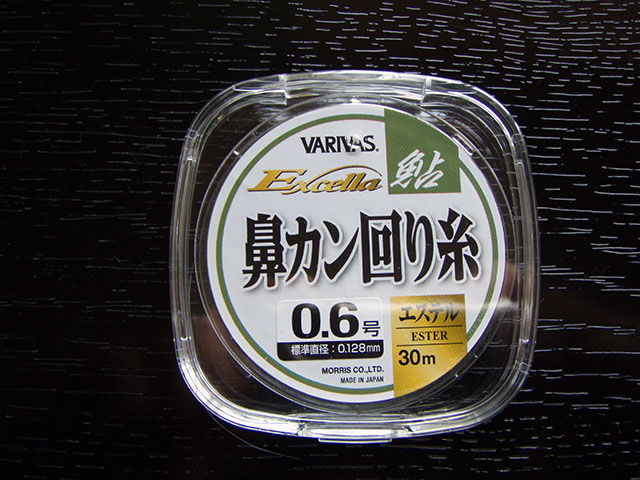 VARIVAS®
Excella
鮎
鼻カン回り糸
0.6号
標準直径:0.128mm
エステル
ESTER
30m
MORRIS CO.,LTD.
MADE IN JAPAN